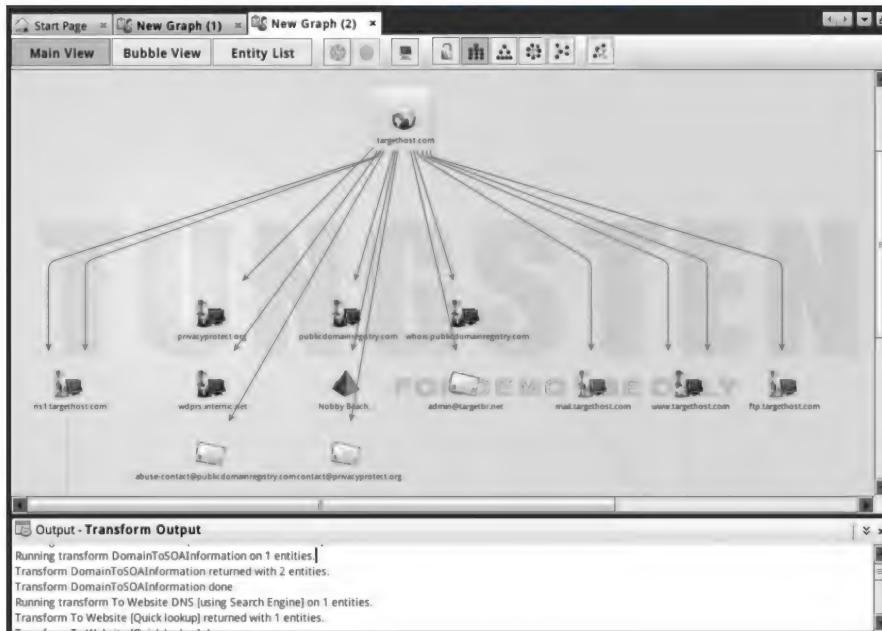 Start Page
New Graph (1)
New Graph (2)
Main View
Bubble View
Entity List
targethost.com
TUNGSTEN
privacyprotect.org
publicdomainregistry.com
whois.publicdomainregistry.com
FOR DEMO USE ONLY
ns1.targethost.com
wdprs.internic.net
Nobby Beach,
admin@targetbr.net
mail.targethost.com
www.targethost.com
ftp.targethost.com
abuse-contact@publicdomainregistry.com
contact@privacyprotect.org
Output - Transform Output
Running transform DomainToSOAInformation on 1 entities.
Transform DomainToSOAInformation returned with 2 entities.
Transform DomainToSOAInformation done
Running transform To Website DNS [using Search Engine] on 1 entities.
Transform To Website [Quick lookup] returned with 1 entities.